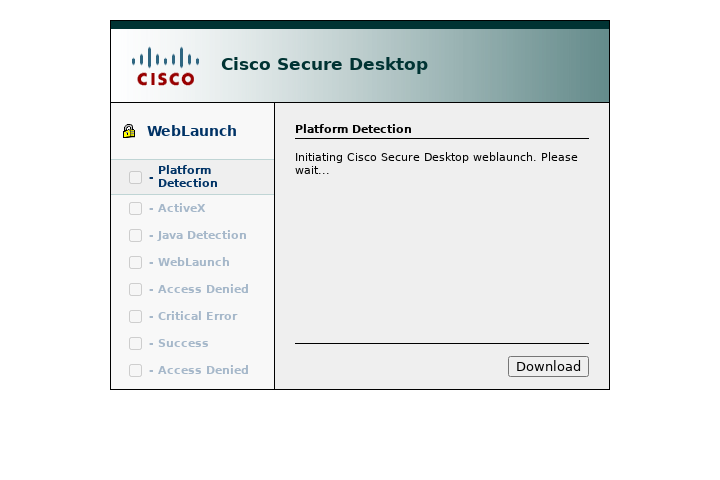 CISCO
Cisco Secure Desktop
WebLaunch
- Platform
Detection
- ActiveX
- Java Detection
- WebLaunch
- Access Denied
- Critical Error
- Success
- Access Denied
Platform Detection
Initiating Cisco Secure Desktop weblaunch. Please
wait...
Download